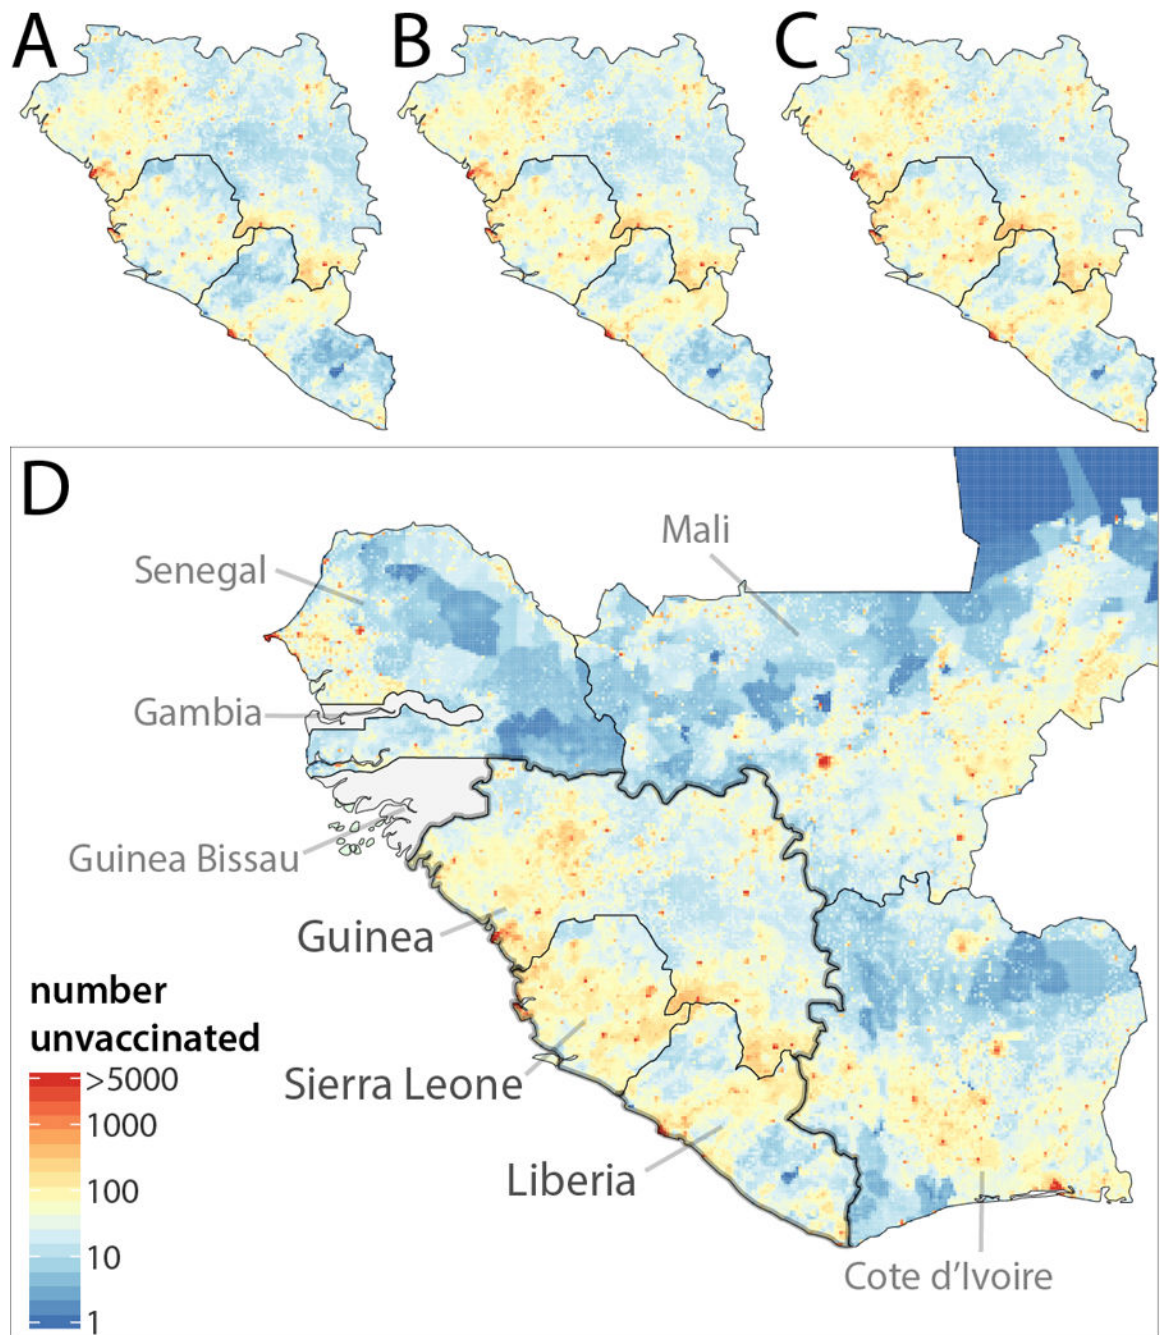 A
B
C
D
Mali
Senegal
Gambia
Guinea Bissau
Guinea
Sierra Leone
Liberia
Cote d'Ivoire
number
unvaccinated
>5000
1000
100
10
1